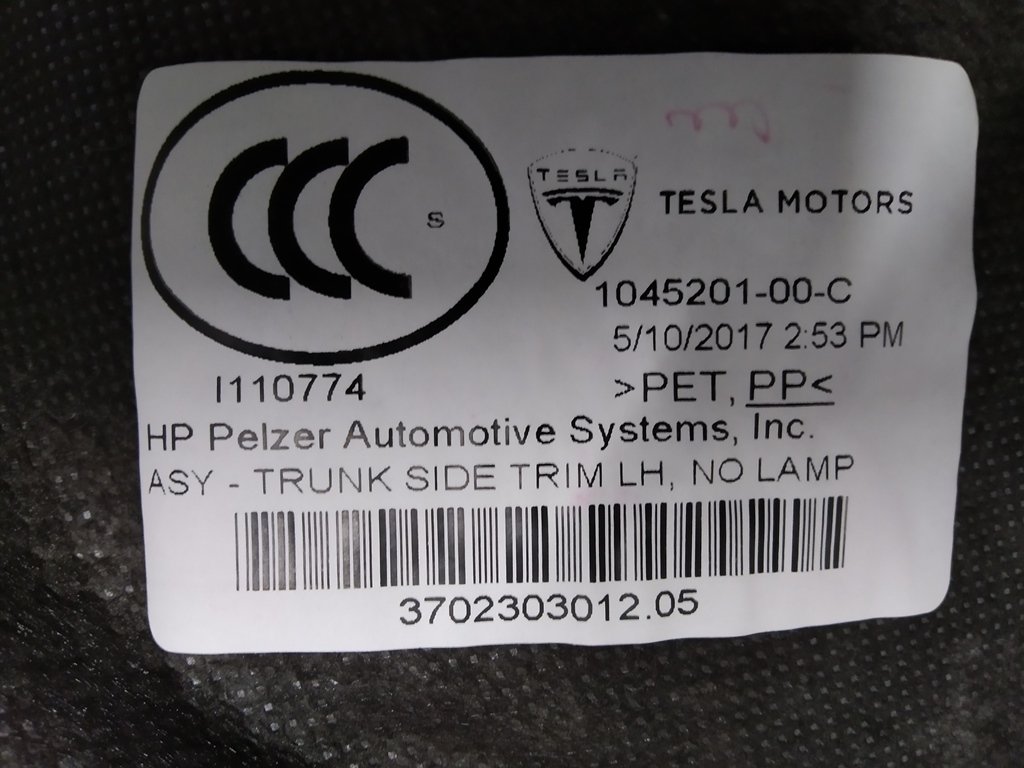 CCC
S
TESLA
TESLA MOTORS
1045201-00-C
5/10/2017 2:53 PM
I110774
>PET, PP<
HP Pelzer Automotive Systems, Inc.
ASY - TRUNK SIDE TRIM LH, NO LAMP
3702303012.05